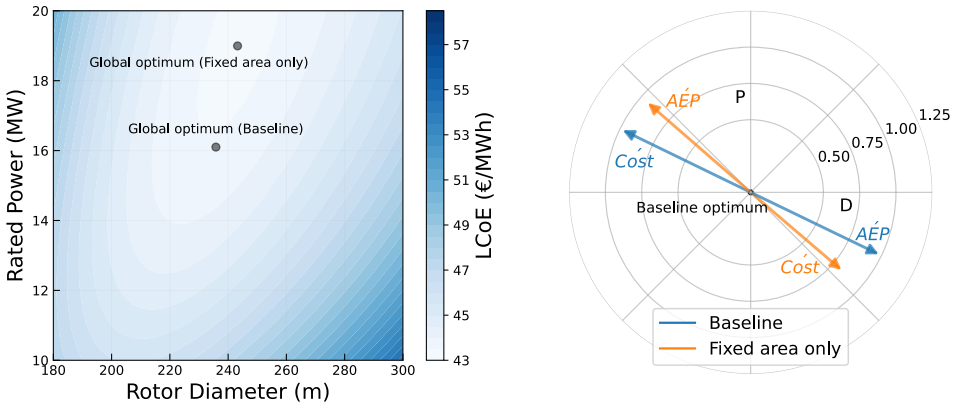 20
18
16
14
12
10
Rated Power (MW)
Global optimum (Fixed area only)
Global optimum (Baseline)
180
200
220
240
260
280
300
Rotor Diameter (m)
57
55
53
51
49
47
45
43
LCoE (€/MWh)
P
D
AÉP
Cóst
AÉP
Cóst
Baseline optimum
0.50
0.75
1.00
1.25
Baseline
Fixed area only